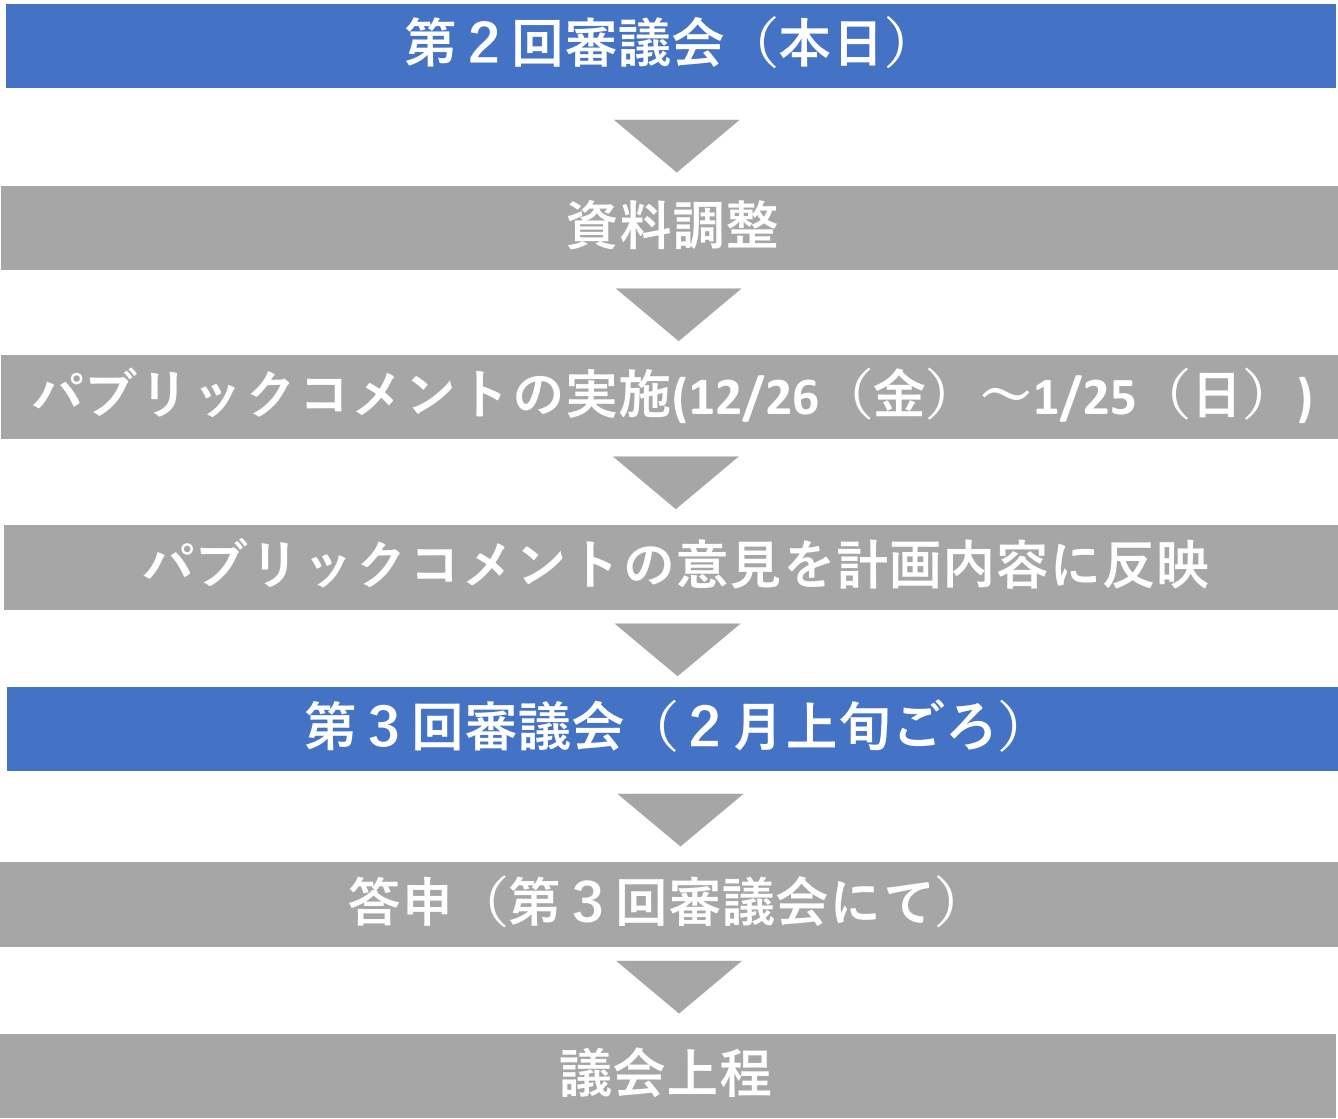 第２回審議会（本日）
資料調整
パブリックコメントの実施(12/26（金）～1/25（日）)
パブリックコメントの意見を計画内容に反映
第３回審議会（２月上旬ごろ）
答申（第３回審議会にて）
議会上程